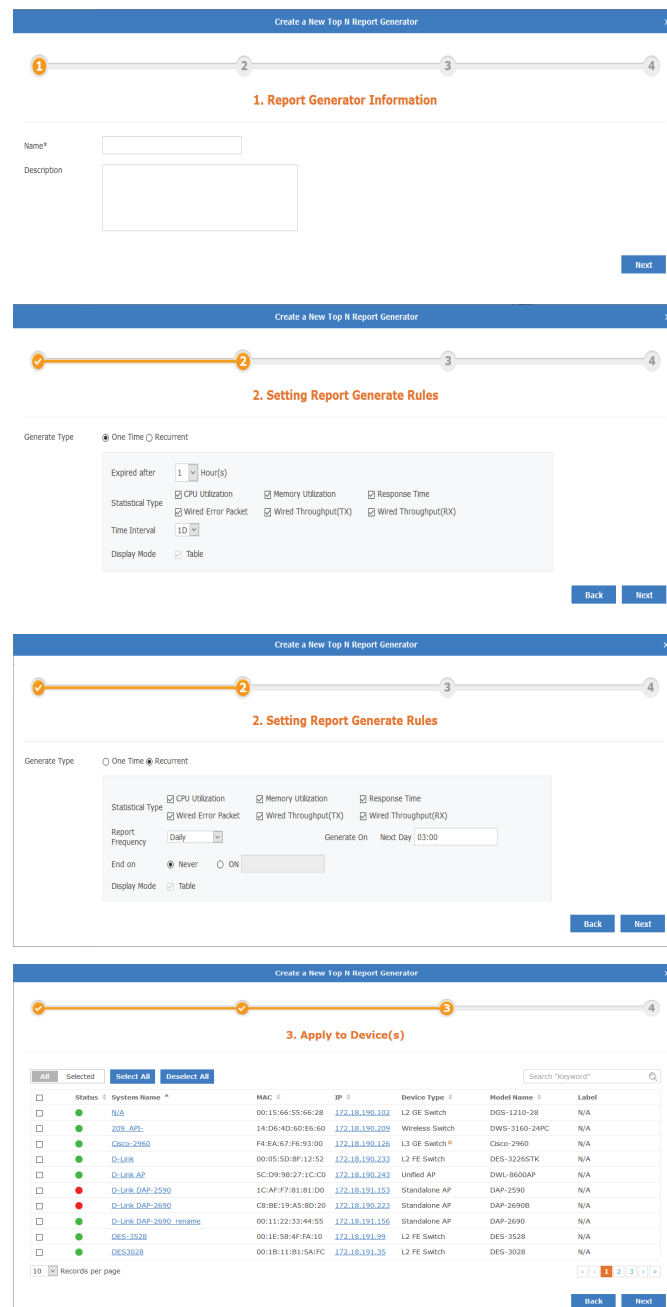 Create a New Top N Report Generator x
1 2 3 4
1. Report Generator Information
Name*
Description
Next
Create a New Top N Report Generator x
2 3 4
2. Setting Report Generate Rules
Generate Type One Time Recurrent
Expired after 1 Hour(s)
Statistical Type CPU Utilization Memory Utilization Response Time
Wired Error Packet Wired Throughput(TX) Wired Throughput(RX)
Time Interval 1D
Display Mode Table
Back Next
Create a New Top N Report Generator x
2 3 4
2. Setting Report Generate Rules
Generate Type One Time Recurrent
Statistical Type CPU Utilization Memory Utilization Response Time
Wired Error Packet Wired Throughput(TX) Wired Throughput(RX)
Report Frequency Daily Generate On Next Day 03:00
End on Never ON
Display Mode Table
Back Next
Create a New Top N Report Generator x
3 4
3. Apply to Device(s)
All Selected Select All Deselect All Search "Keyword"
Status System Name MAC IP Device Type Model Name Label
N/A 00:15:66:55:66:28 172.18.190.102 L2 GE Switch DGS-1210-28 N/A
209_API- 14:D6:4D:60:E6:60 172.18.190.209 Wireless Switch DWS-3160-24PC N/A
Cisco-2960 F4:EA:67:F6:93:00 172.18.190.126 L3 GE Switch C Cisco-2960 N/A
D-Link 00:05:5D:8F:12:52 172.18.190.233 L2 FE Switch DES-3226STK N/A
D-Link AP 5C:D9:98:27:1C:C0 172.18.190.243 Unified AP DWL-8600AP N/A
D-Link DAP-2590 1C:AF:F7:81:81:D0 172.18.191.153 Standalone AP DAP-2590 N/A
D-Link DAP-2690 C8:BE:19:A5:8D:20 172.18.190.223 Standalone AP DAP-2690B N/A
D-Link DAP-2690_rename 00:11:22:33:44:55 172.18.191.156 Standalone AP DAP-2690 N/A
DES-3528 00:1E:58:4F:FA:10 172.18.191.99 L2 FE Switch DES-3528 N/A
DES3028 00:1B:11:B1:5A:FC 172.18.191.35 L2 FE Switch DES-3028 N/A
10 Records per page « ‹ 1 2 3 › »
Back Next